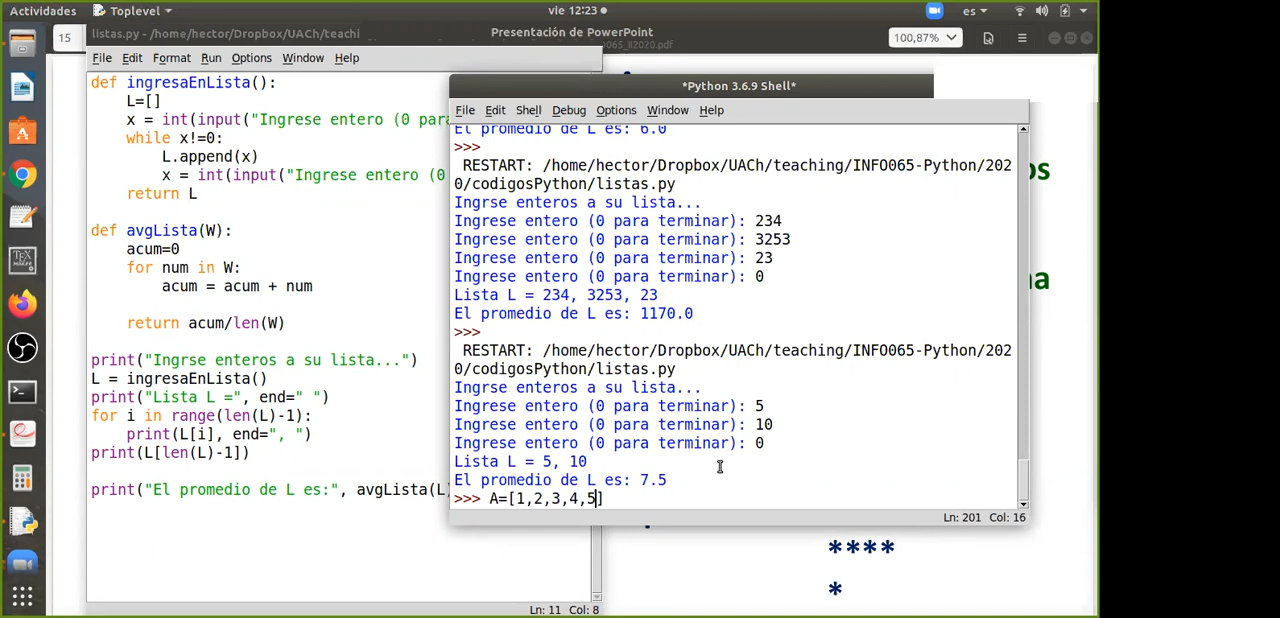 Actividades
Toplevel
vie 12:23
es
listas.py - /home/hector/Dropbox/UACh/teachi
Presentación de PowerPoint
065_II2020.pdf
15
100,87%
File Edit Format Run Options Window Help
def ingresaEnLista():
L=[]
x = int(input("Ingrese entero (0 para
while x!=0:
L.append(x)
x = int(input("Ingrese entero (0
return L
def avgLista(W):
acum=0
for num in W:
acum = acum + num
return acum/len(W)
print("Ingrse enteros a su lista...")
L = ingresaEnLista()
print("Lista L =", end=" ")
for i in range(len(L)-1):
print(L[i], end=", ")
print(L[len(L)-1])
print("El promedio de L es:", avgLista(L
Ln: 11 Col: 8
*Python 3.6.9 Shell*
File Edit Shell Debug Options Window Help
El promedio de L es: 6.0
>>>
RESTART: /home/hector/Dropbox/UACh/teaching/INFO065-Python/202
0/codigosPython/listas.py
Ingrse enteros a su lista...
Ingrese entero (0 para terminar): 234
Ingrese entero (0 para terminar): 3253
Ingrese entero (0 para terminar): 23
Ingrese entero (0 para terminar): 0
Lista L = 234, 3253, 23
El promedio de L es: 1170.0
>>>
RESTART: /home/hector/Dropbox/UACh/teaching/INFO065-Python/202
0/codigosPython/listas.py
Ingrse enteros a su lista...
Ingrese entero (0 para terminar): 5
Ingrese entero (0 para terminar): 10
Ingrese entero (0 para terminar): 0
Lista L = 5, 10
El promedio de L es: 7.5
>>> A=[1,2,3,4,5]
Ln: 201 Col: 16
os
na
****
*